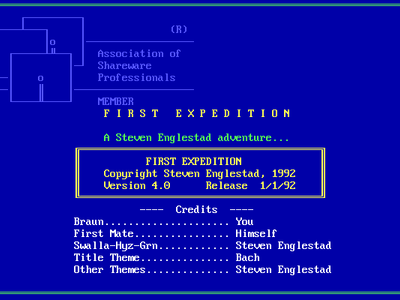 (R)
Association of
Shareware
Professionals
MEMBER
F I R S T   E X P E D I T I O N
A Steven Englestad adventure...
FIRST EXPEDITION
Copyright Steven Englestad, 1992
Version 4.0      Release  1/1/92
----  Credits  ----
Braun..................... You
First Mate................ Himself
Swalla-Hyz-Grn............ Steven Englestad
Title Theme............... Bach
Other Themes.............. Steven Englestad